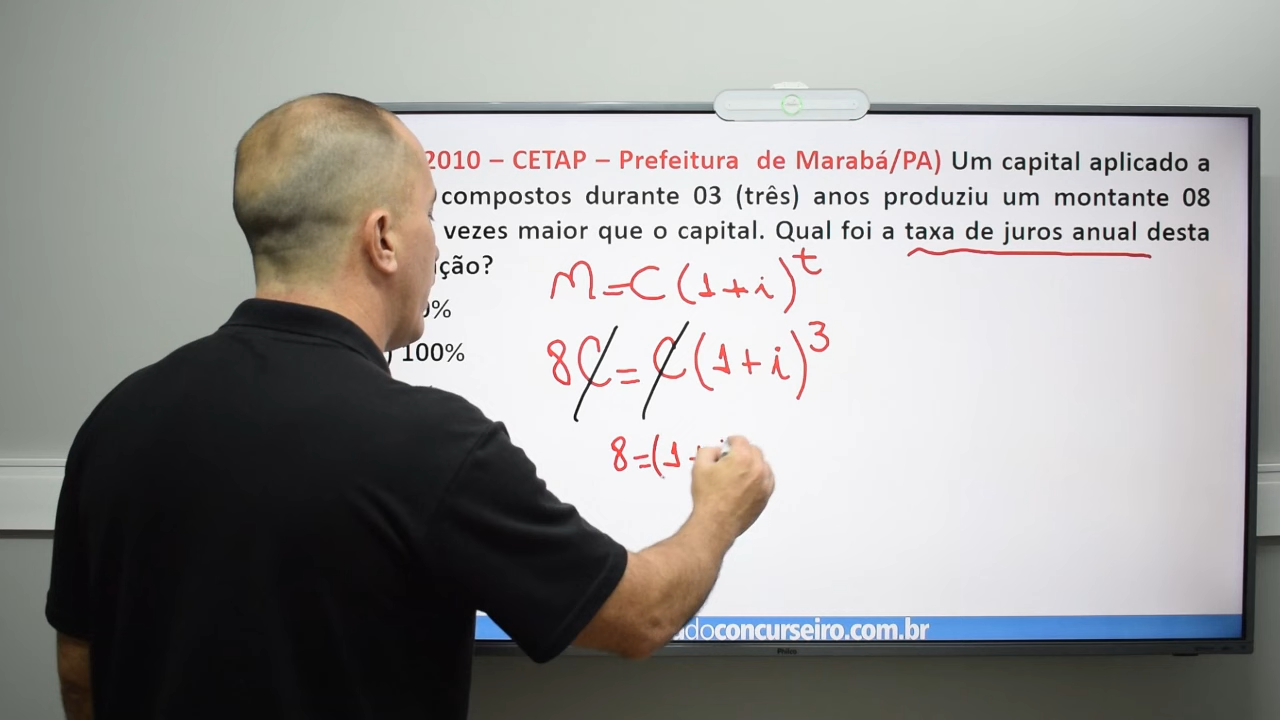 2010 – CETAP – Prefeitura de Marabá/PA) Um capital aplicado a
compostos durante 03 (três) anos produziu um montante 08
vezes maior que o capital. Qual foi a taxa de juros anual desta
ção?
M=C(1+i)^t
%
100%
8C=C(1+i)^3
8=(1+
doconcurseiro.com.br
Philco